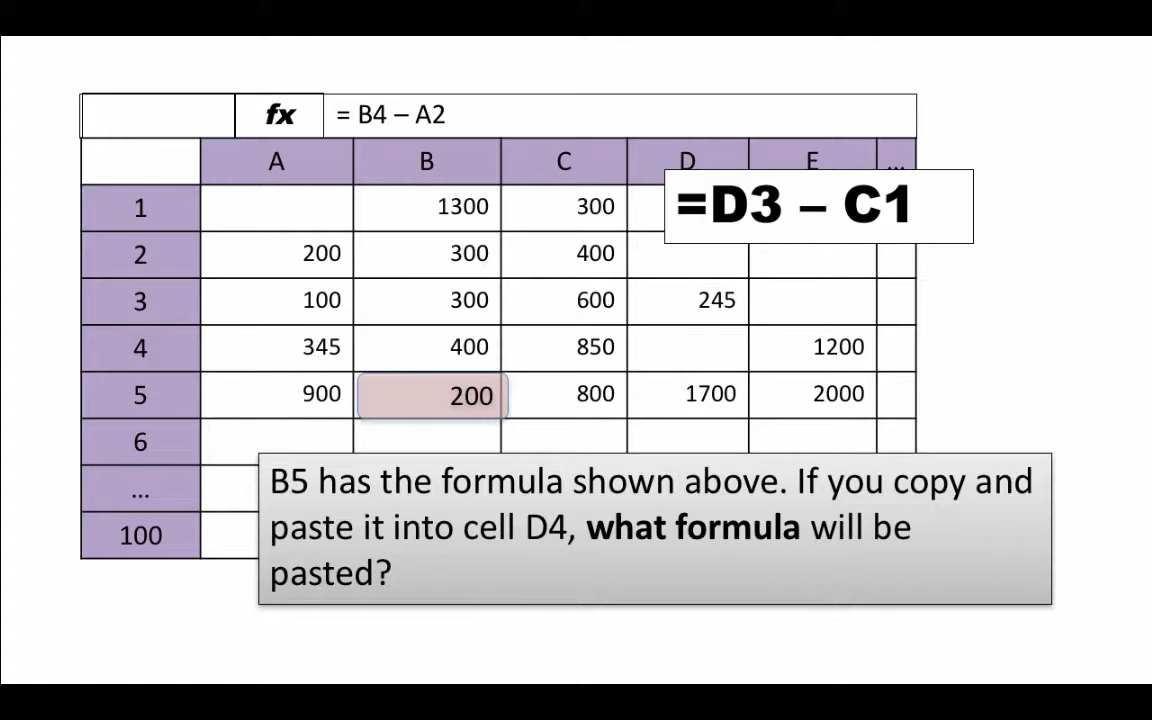 fx = B4 – A2
A B C D E ...
=D3 – C1
1 1300 300
2 200 300 400
3 100 300 600 245
4 345 400 850 1200
5 900 200 800 1700 2000
6
...
100
B5 has the formula shown above. If you copy and
paste it into cell D4, what formula will be
pasted?